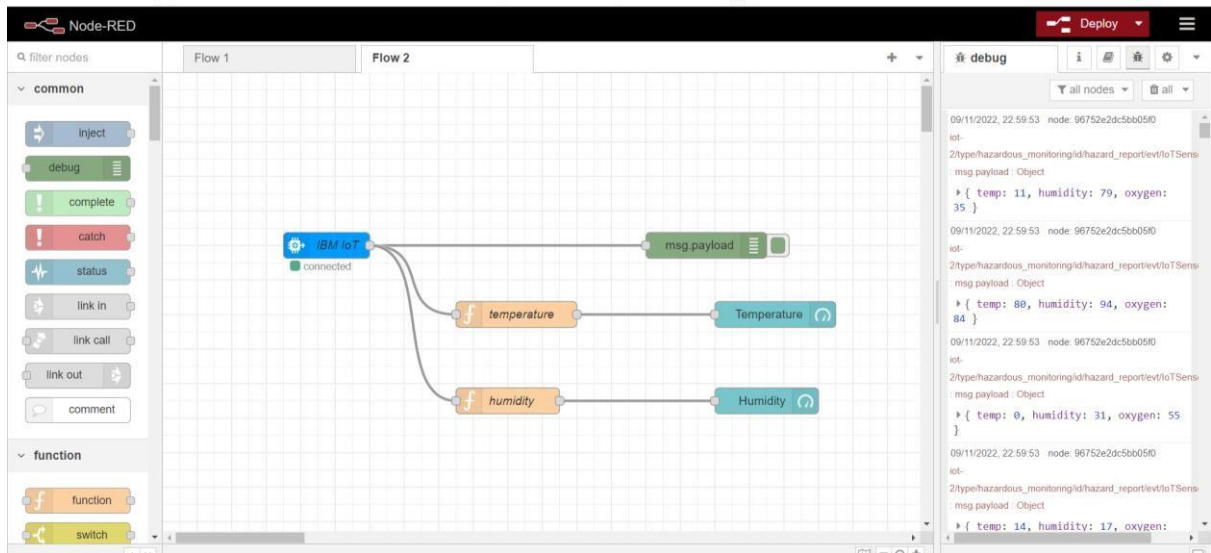 Node-RED
Deploy
filter nodes
Flow 1
Flow 2
debug
i
all nodes
all
common
inject
debug
complete
catch
status
link in
link call
link out
comment
function
function
switch
IBM IoT
connected
msg.payload
temperature
Temperature
humidity
Humidity
09/11/2022, 22:59:53 node: 96752e2dc5bb05f0
iot-
2/type/hazardous_monitoring/id/hazard_report/evt/IoTSens
: msg.payload : Object
{ temp: 11, humidity: 79, oxygen:
35 }
09/11/2022, 22:59:53 node: 96752e2dc5bb05f0
iot-
2/type/hazardous_monitoring/id/hazard_report/evt/IoTSens
: msg.payload : Object
{ temp: 80, humidity: 94, oxygen:
84 }
09/11/2022, 22:59:53 node: 96752e2dc5bb05f0
iot-
2/type/hazardous_monitoring/id/hazard_report/evt/IoTSens
: msg.payload : Object
{ temp: 0, humidity: 31, oxygen: 55
}
09/11/2022, 22:59:53 node: 96752e2dc5bb05f0
iot-
2/type/hazardous_monitoring/id/hazard_report/evt/IoTSens
: msg.payload : Object
{ temp: 14, humidity: 17, oxygen: